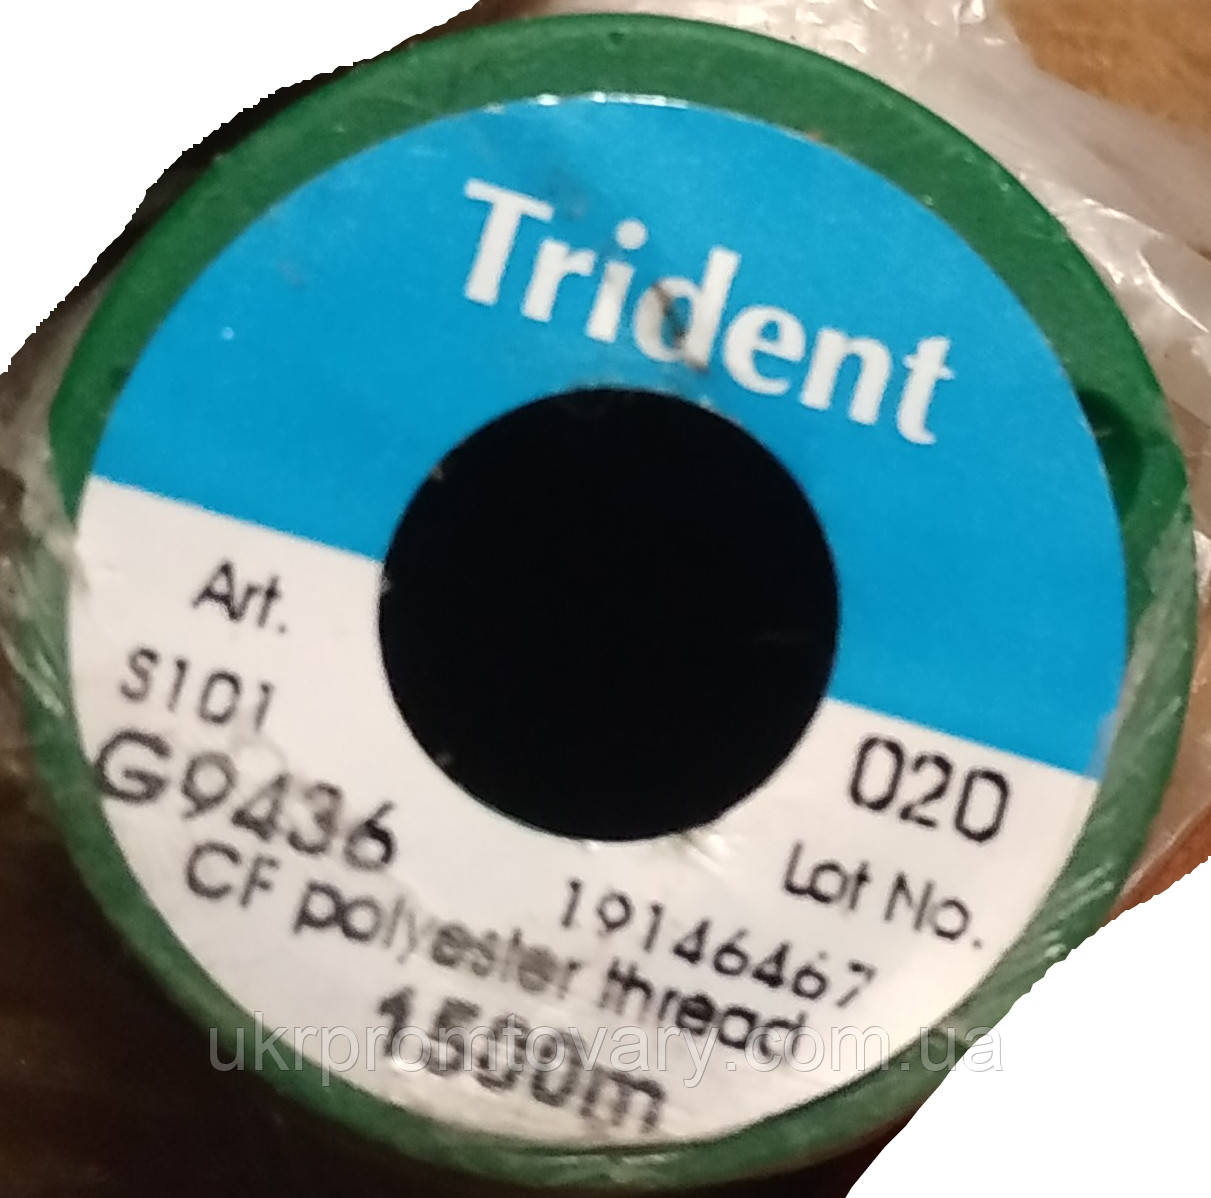 Trident
Art.
S101
020
G9436
Lot No.
19146467
CF polyester thread
1500m
ukrpromtovary.com.ua